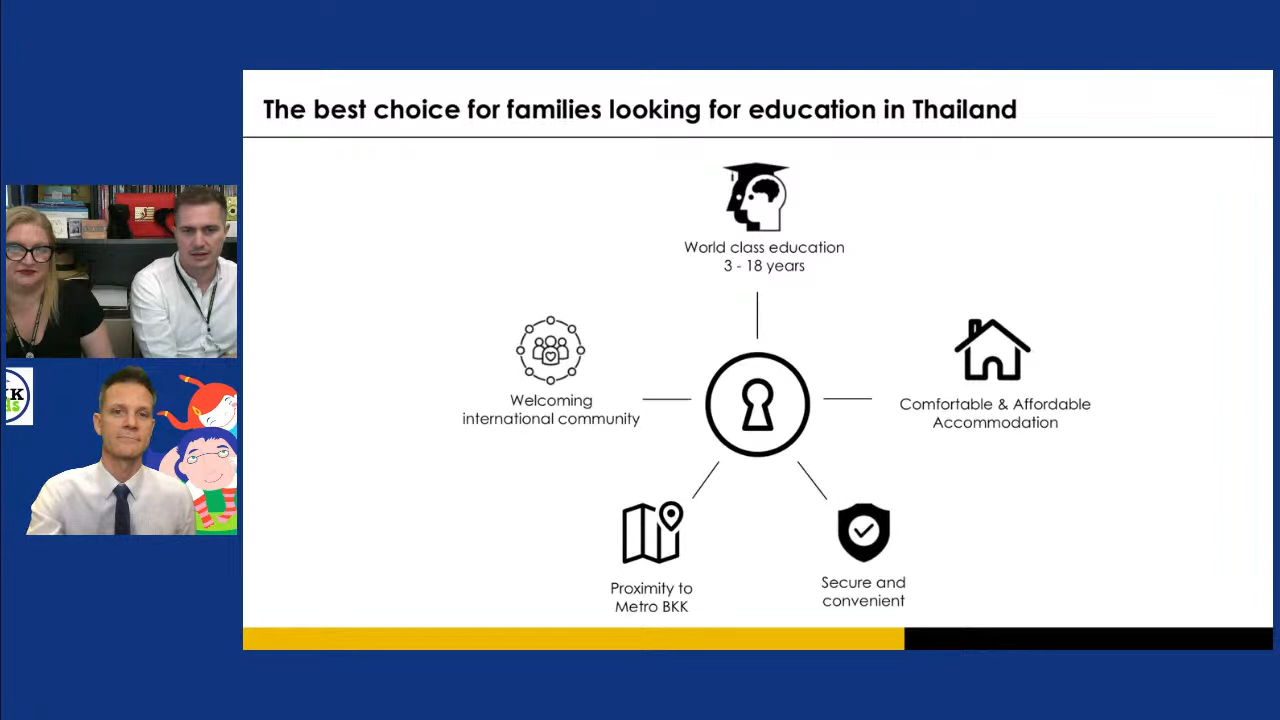 The best choice for families looking for education in Thailand
World class education
3 - 18 years
Welcoming
international community
Comfortable & Affordable
Accommodation
Proximity to
Metro BKK
Secure and
convenient